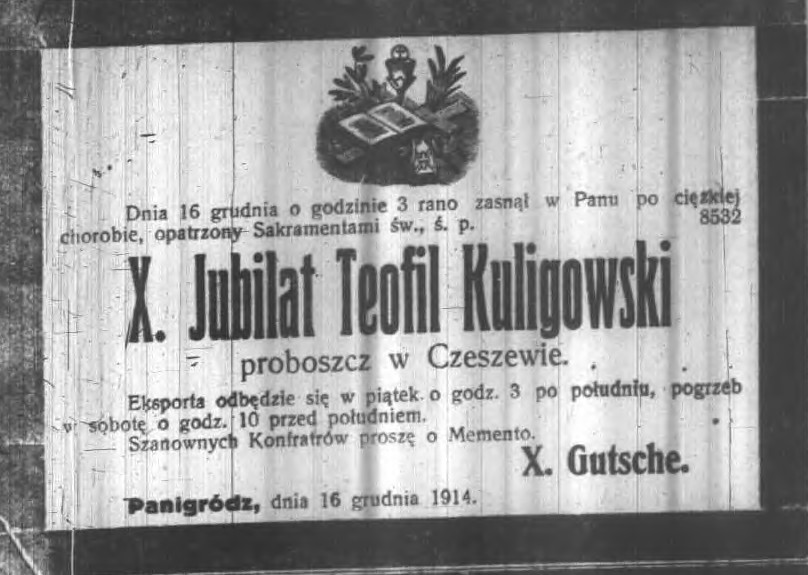 Dnia 16 grudnia o godzinie 3 rano zasnął w Panu po ciężkiej
chorobie, opatrzony Sakramentami św., ś. p. 8532
X. Jubilat Teofil Kuligowski
proboszcz w Czeszewie.
Eksporta odbędzie się w piątek o godz. 3 po południu, pogrzeb
w sobotę o godz. 10 przed południem.
Szanownych Konfratrów proszę o Memento.
X. Gutsche.
Panigródz, dnia 16 grudnia 1914.